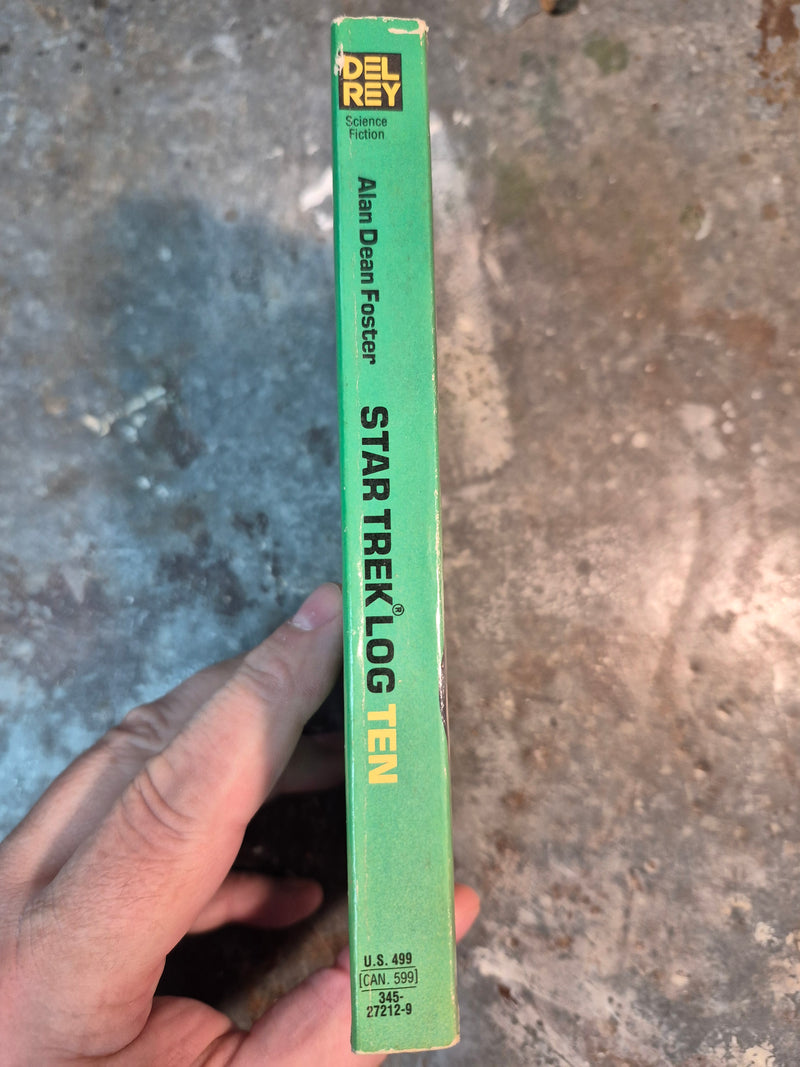 DEL
REY
Science
Fiction
Alan Dean Foster
STAR TREK® LOG TEN
U.S. 499
[CAN. 599]
345-
27212-9